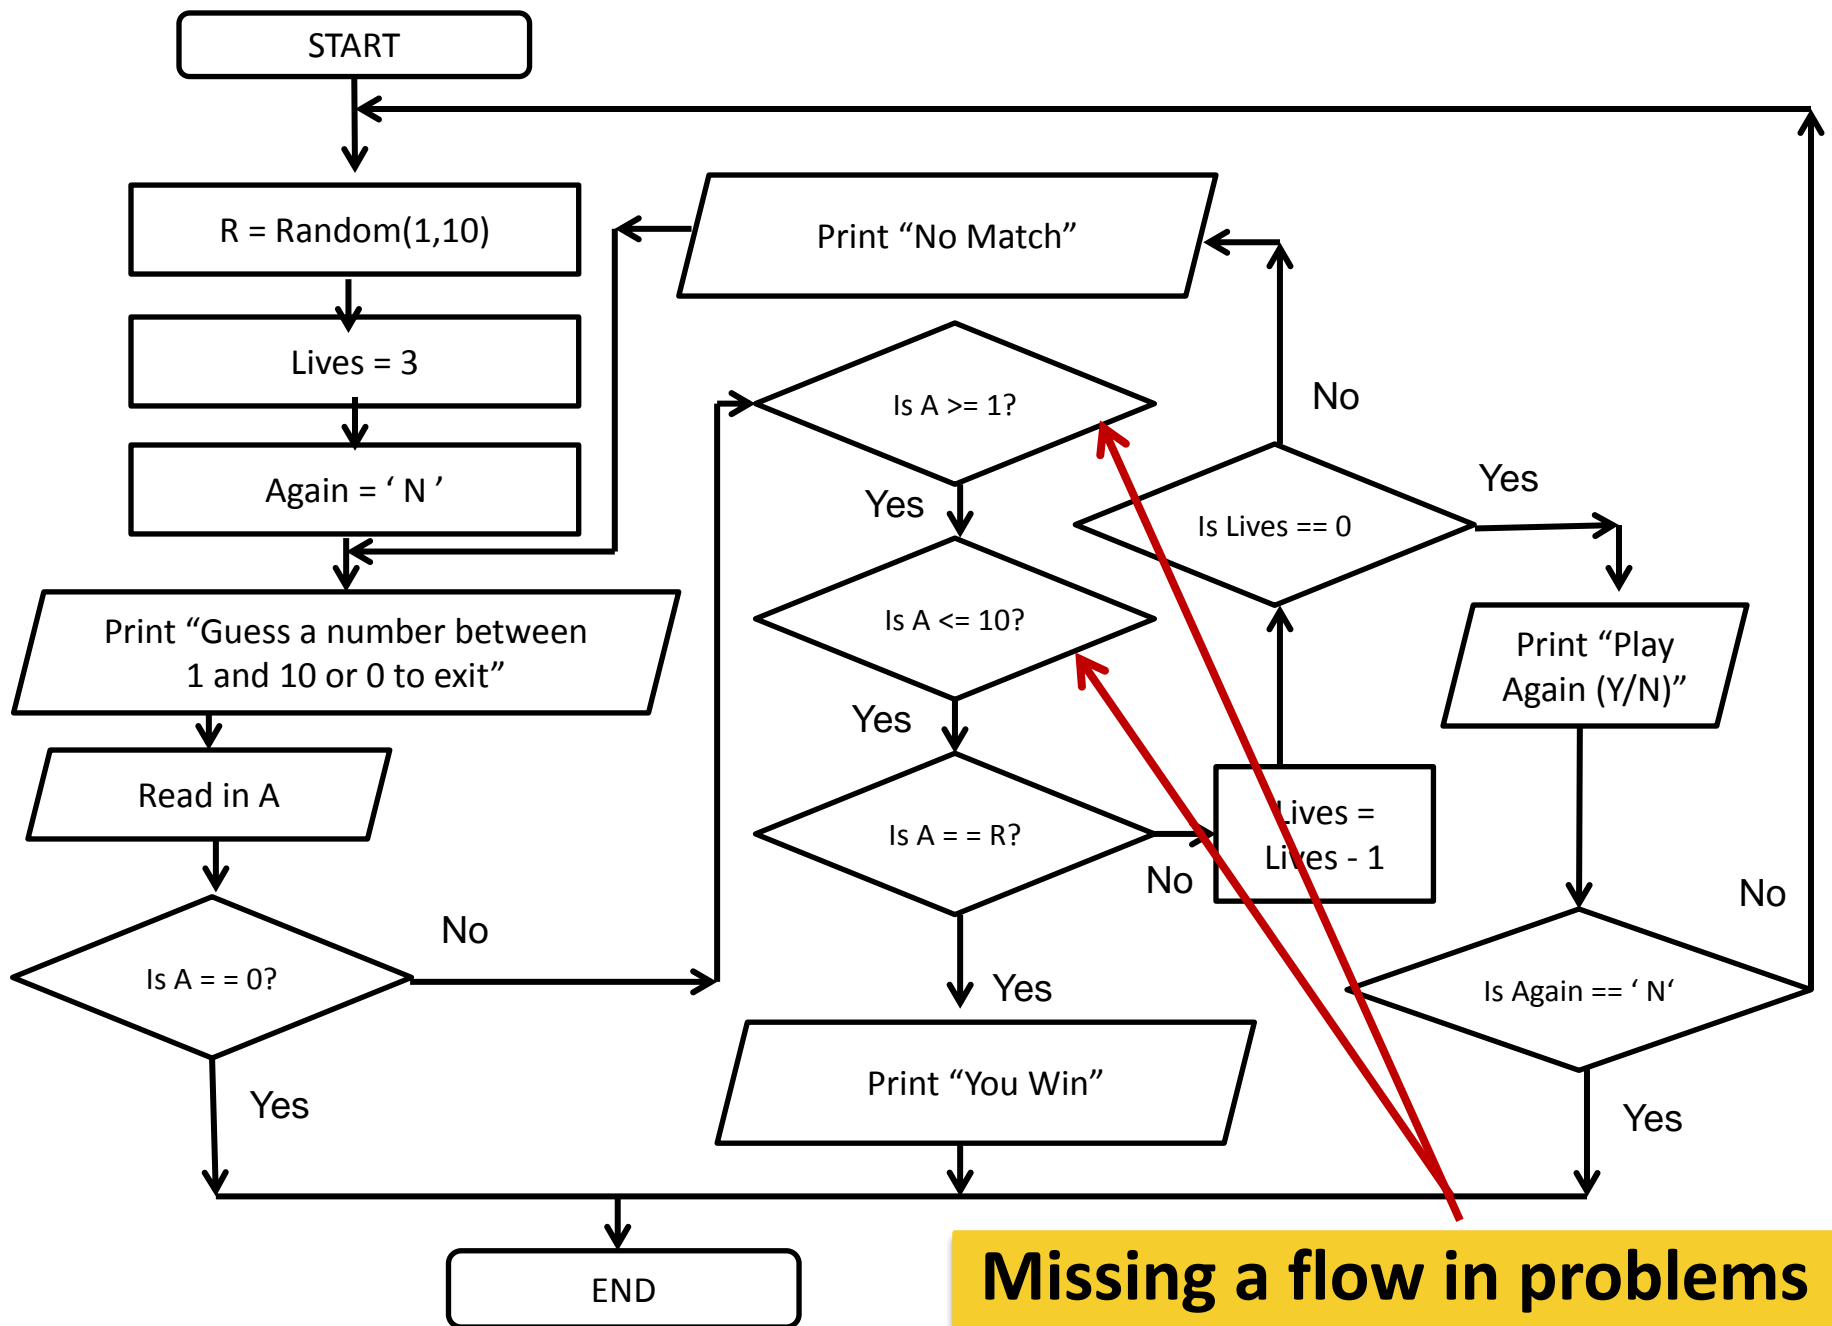 START
R = Random(1,10)
Lives = 3
Again = ‘ N ’
Print “Guess a number between
1 and 10 or 0 to exit”
Read in A
Is A = = 0?
No
Yes
Print “No Match”
Is A >= 1?
Yes
Is A <= 10?
Yes
Is A = = R?
No
Yes
Print “You Win”
Lives =
Lives - 1
Is Lives == 0
No
Yes
Print “Play
Again (Y/N)”
Is Again == ‘ N‘
No
Yes
END
Missing a flow in problems